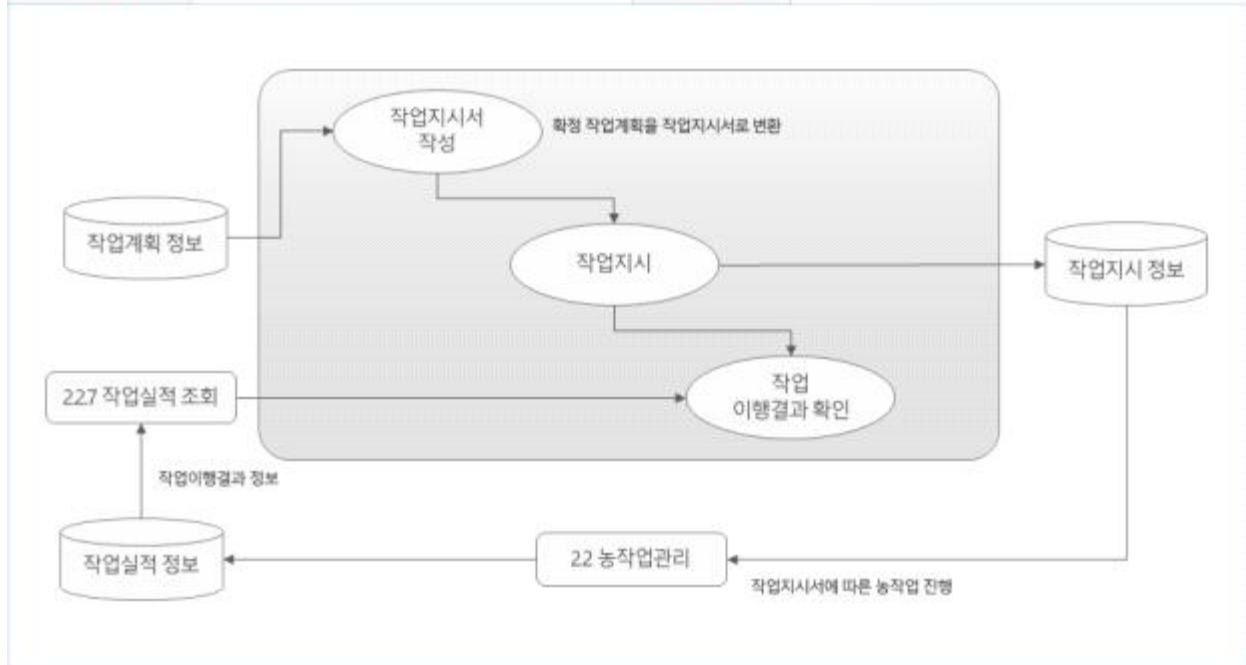 작업지시서
작성
확정 작업계획을 작업지시서로 변환
작업계획 정보
작업지시
작업지시 정보
227 작업실적 조회
작업
이행결과 확인
작업이행결과 정보
작업실적 정보
22 농작업관리
작업지시서에 따른 농작업 진행